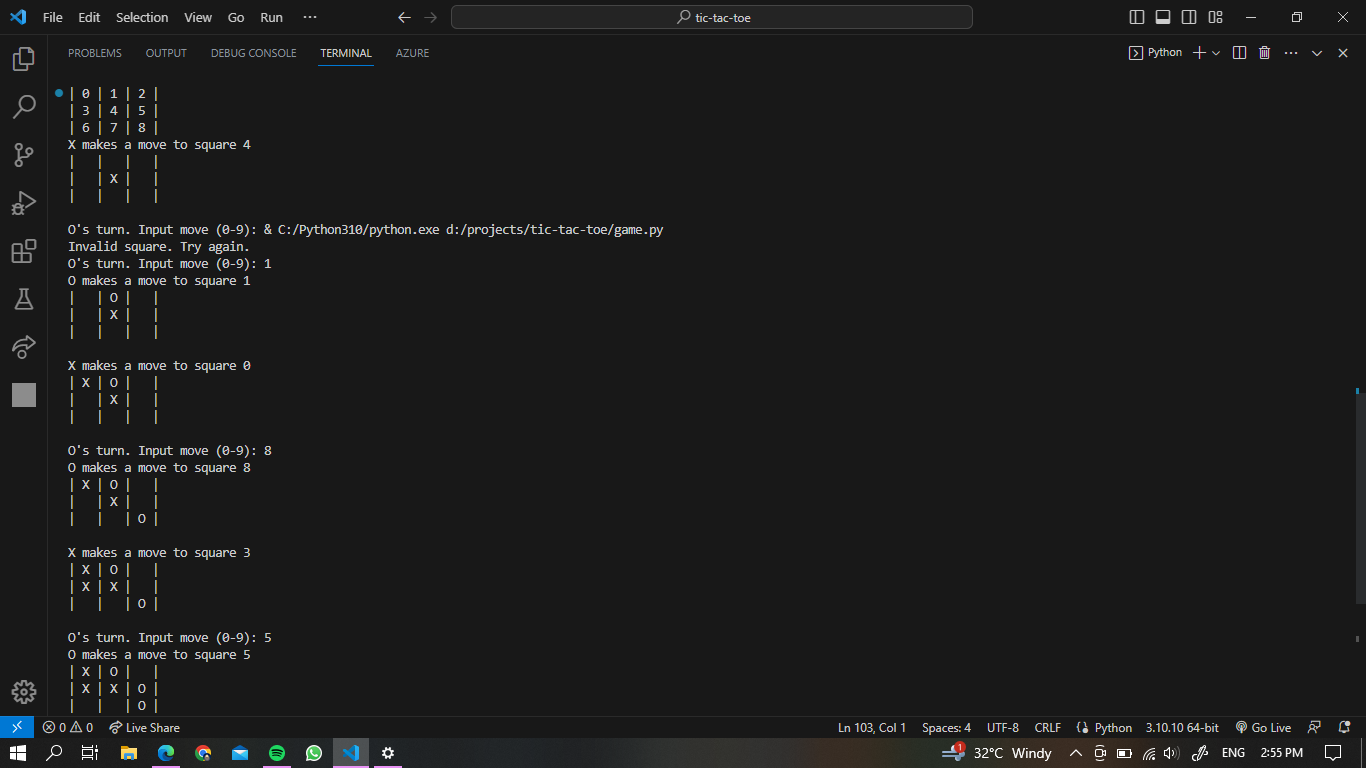 File Edit Selection View Go Run ··· tic-tac-toe
PROBLEMS OUTPUT DEBUG CONSOLE TERMINAL AZURE Python
| 0 | 1 | 2 |
| 3 | 4 | 5 |
| 6 | 7 | 8 |
X makes a move to square 4
| | | |
| | X | |
| | | |
O's turn. Input move (0-9): & C:/Python310/python.exe d:/projects/tic-tac-toe/game.py
Invalid square. Try again.
O's turn. Input move (0-9): 1
O makes a move to square 1
| | O | |
| | X | |
| | | |
X makes a move to square 0
| X | O | |
| | X | |
| | | |
O's turn. Input move (0-9): 8
O makes a move to square 8
| X | O | |
| | X | |
| | | O |
X makes a move to square 3
| X | O | |
| X | X | |
| | | O |
O's turn. Input move (0-9): 5
O makes a move to square 5
| X | O | |
| X | X | O |
| | | O |
0 0 Live Share Ln 103, Col 1 Spaces: 4 UTF-8 CRLF Python 3.10.10 64-bit Go Live
1 32°C Windy ENG 2:55 PM